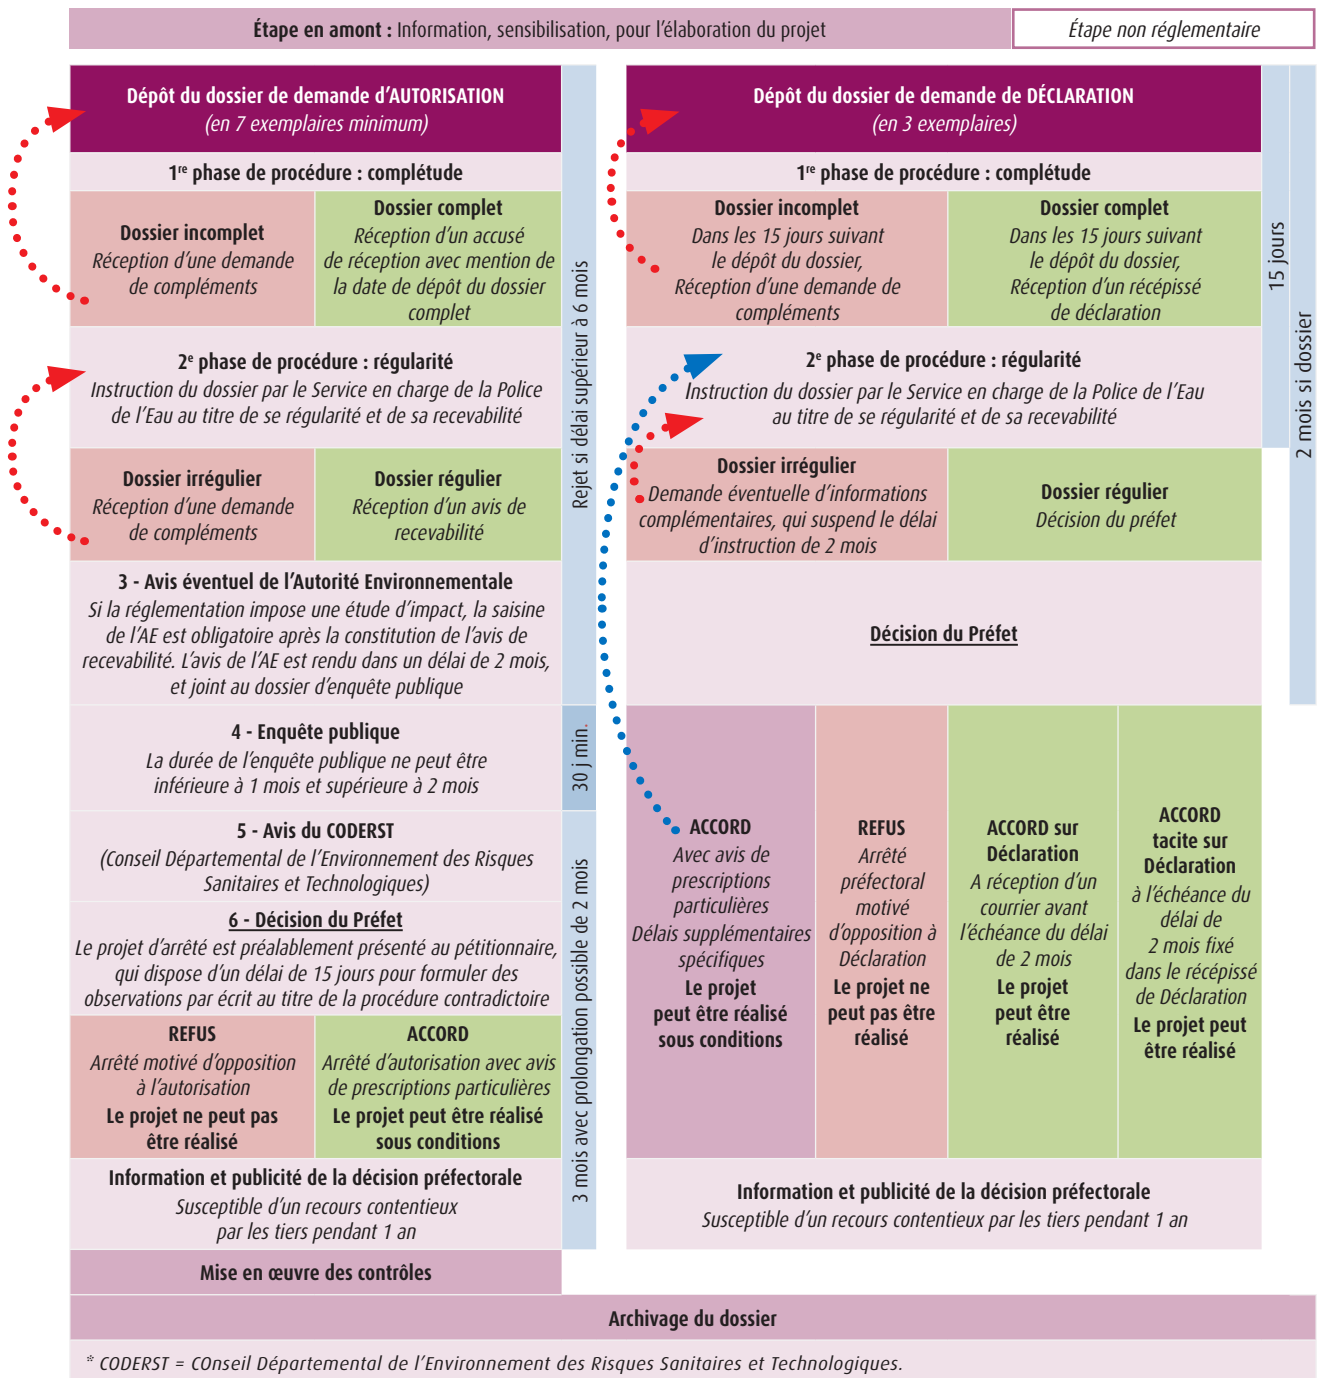 Étape en amont : Information, sensibilisation, pour l'élaboration du projet
Étape non réglementaire
Dépôt du dossier de demande d'AUTORISATION
(en 7 exemplaires minimum)
1re phase de procédure : complétude
Dossier incomplet
Réception d'une demande
de compléments
Dossier complet
Réception d'un accusé
de réception avec mention de
la date de dépôt du dossier
complet
2e phase de procédure : régularité
Instruction du dossier par le Service en charge de la Police
de l'Eau au titre de se régularité et de sa recevabilité
Dossier irrégulier
Réception d'une demande
de compléments
Dossier régulier
Réception d'un avis de
recevabilité
3 - Avis éventuel de l'Autorité Environnementale
Si la réglementation impose une étude d'impact, la saisine
de l'AE est obligatoire après la constitution de l'avis de
recevabilité. L'avis de l'AE est rendu dans un délai de 2 mois,
et joint au dossier d'enquête publique
Rejet si délai supérieur à 6 mois
4 - Enquête publique
La durée de l'enquête publique ne peut être
inférieure à 1 mois et supérieure à 2 mois
30 j min.
5 - Avis du CODERST
(Conseil Départemental de l'Environnement des Risques
Sanitaires et Technologiques)
6 - Décision du Préfet
Le projet d'arrêté est préalablement présenté au pétitionnaire,
qui dispose d'un délai de 15 jours pour formuler des
observations par écrit au titre de la procédure contradictoire
REFUS
Arrêté motivé d'opposition
à l'autorisation
Le projet ne peut pas
être réalisé
ACCORD
Arrêté d'autorisation avec avis
de prescriptions particulières
Le projet peut être réalisé
sous conditions
Information et publicité de la décision préfectorale
Susceptible d'un recours contentieux
par les tiers pendant 1 an
3 mois avec prolongation possible de 2 mois
Mise en œuvre des contrôles
Dépôt du dossier de demande de DÉCLARATION
(en 3 exemplaires)
1re phase de procédure : complétude
Dossier incomplet
Dans les 15 jours suivant
le dépôt du dossier,
Réception d'une demande de
compléments
Dossier complet
Dans les 15 jours suivant
le dépôt du dossier,
Réception d'un récépissé
de déclaration
2e phase de procédure : régularité
Instruction du dossier par le Service en charge de la Police de l'Eau
au titre de se régularité et de sa recevabilité
15 jours
Dossier irrégulier
Demande éventuelle d'informations
complémentaires, qui suspend le délai
d'instruction de 2 mois
Dossier régulier
Décision du préfet
Décision du Préfet
2 mois si dossier
ACCORD
Avec avis de
prescriptions
particulières
Délais supplémentaires
spécifiques
Le projet
peut être réalisé
sous conditions
REFUS
Arrêté
préfectoral
motivé
d'opposition à
Déclaration
Le projet ne
peut pas être
réalisé
ACCORD sur
Déclaration
A réception d'un
courrier avant
l'échéance du délai
de 2 mois
Le projet
peut être
réalisé
ACCORD
tacite sur
Déclaration
à l'échéance du
délai de
2 mois fixé
dans le récépissé
de Déclaration
Le projet peut
être réalisé
Information et publicité de la décision préfectorale
Susceptible d'un recours contentieux par les tiers pendant 1 an
Archivage du dossier
* CODERST = COnseil Départemental de l'Environnement des Risques Sanitaires et Technologiques.